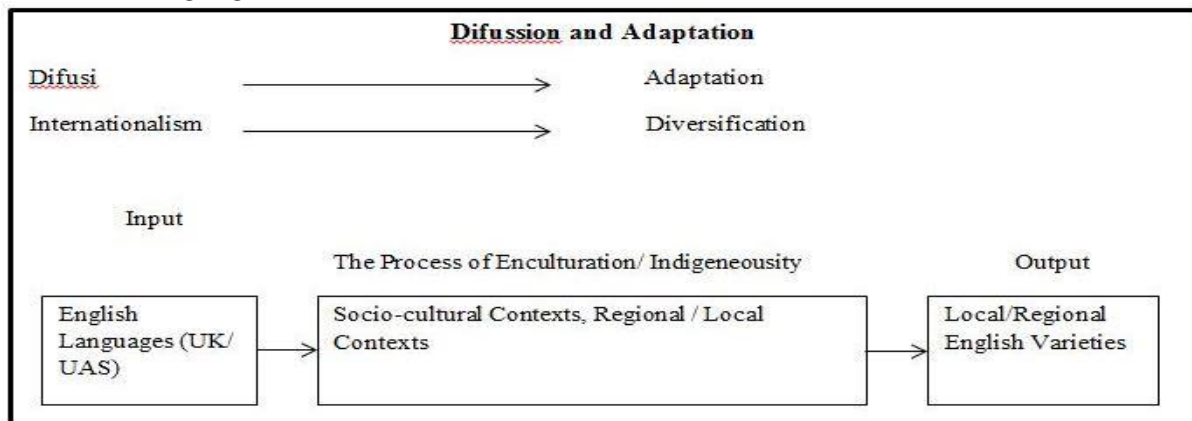 Difussion and Adaptation
Difusi
Adaptation
Internationalism
Diversification
Input
The Process of Enculturation/ Indigeneousity
Output
English
Languages (UK/
UAS)
Socio-cultural Contexts, Regional / Local
Contexts
Local/Regional
English Varieties